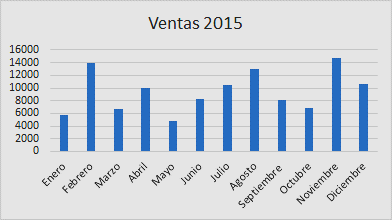 Ventas 2015
16000
14000
12000
10000
8000
6000
4000
2000
0
Enero
Febrero
Marzo
Abril
Mayo
Junio
Julio
Agosto
Septiembre
Octubre
Noviembre
Diciembre